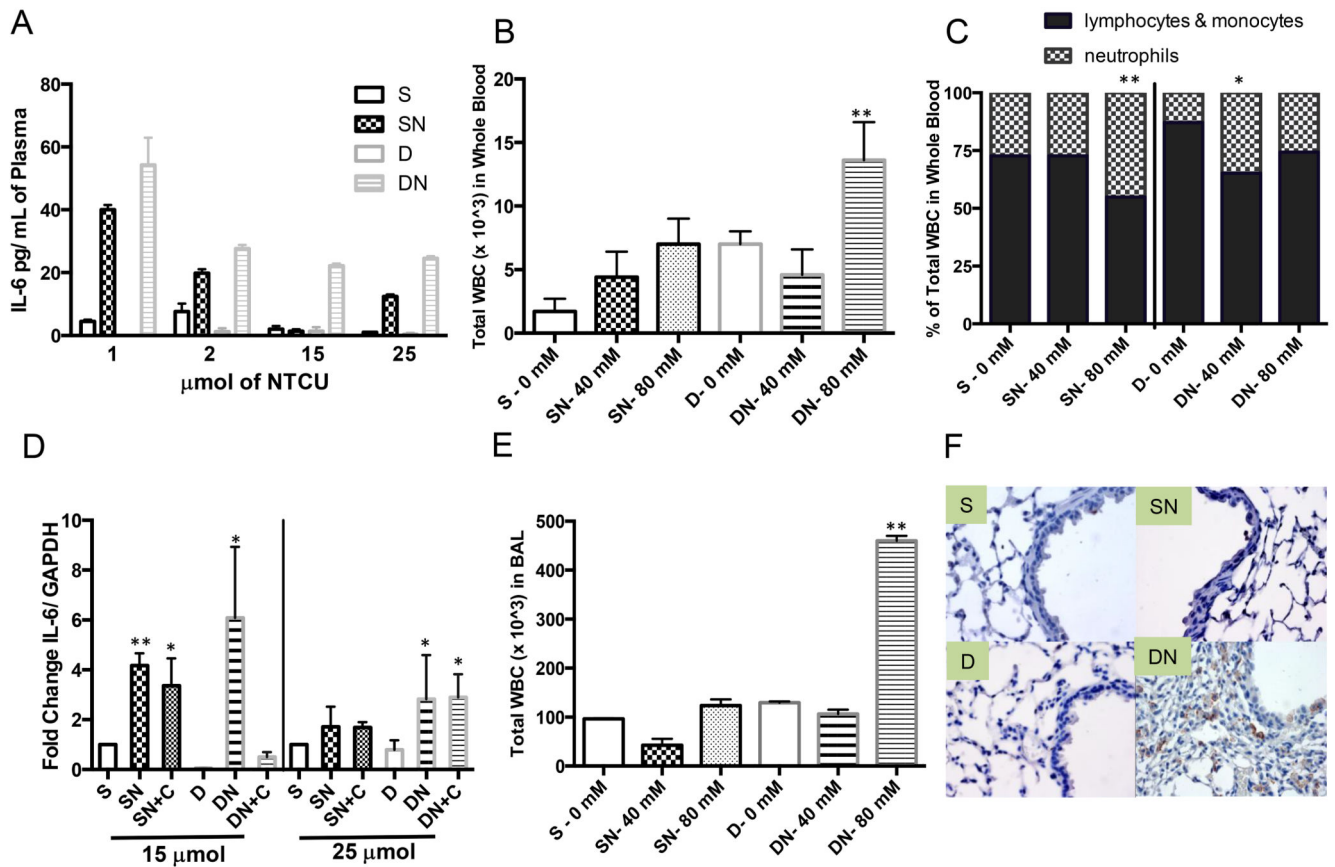 A
IL-6 pg/ mL of Plasma
80
60
40
20
0
1
2
15
25
μmol of NTCU
S
SN
D
DN
B
Total WBC (x 10^3) in Whole Blood
20
15
10
5
0
**
S - 0 mM
SN- 40 mM
SN- 80 mM
D- 0 mM
DN- 40 mM
DN- 80 mM
C
lymphocytes & monocytes
neutrophils
% of Total WBC in Whole Blood
100
75
50
25
0
**
*
S - 0 mM
SN- 40 mM
SN- 80 mM
D- 0 mM
DN- 40 mM
DN- 80 mM
D
Fold Change IL-6/ GAPDH
10
8
6
4
2
0
**
*
*
*
*
S
SN
SN+C
D
DN
DN+C
S
SN
SN+C
D
DN
DN+C
15 μmol
25 μmol
E
Total WBC (x 10^3) in BAL
500
400
300
200
100
0
**
S - 0 mM
SN- 40 mM
SN- 80 mM
D- 0 mM
DN- 40 mM
DN- 80 mM
F
S
SN
D
DN